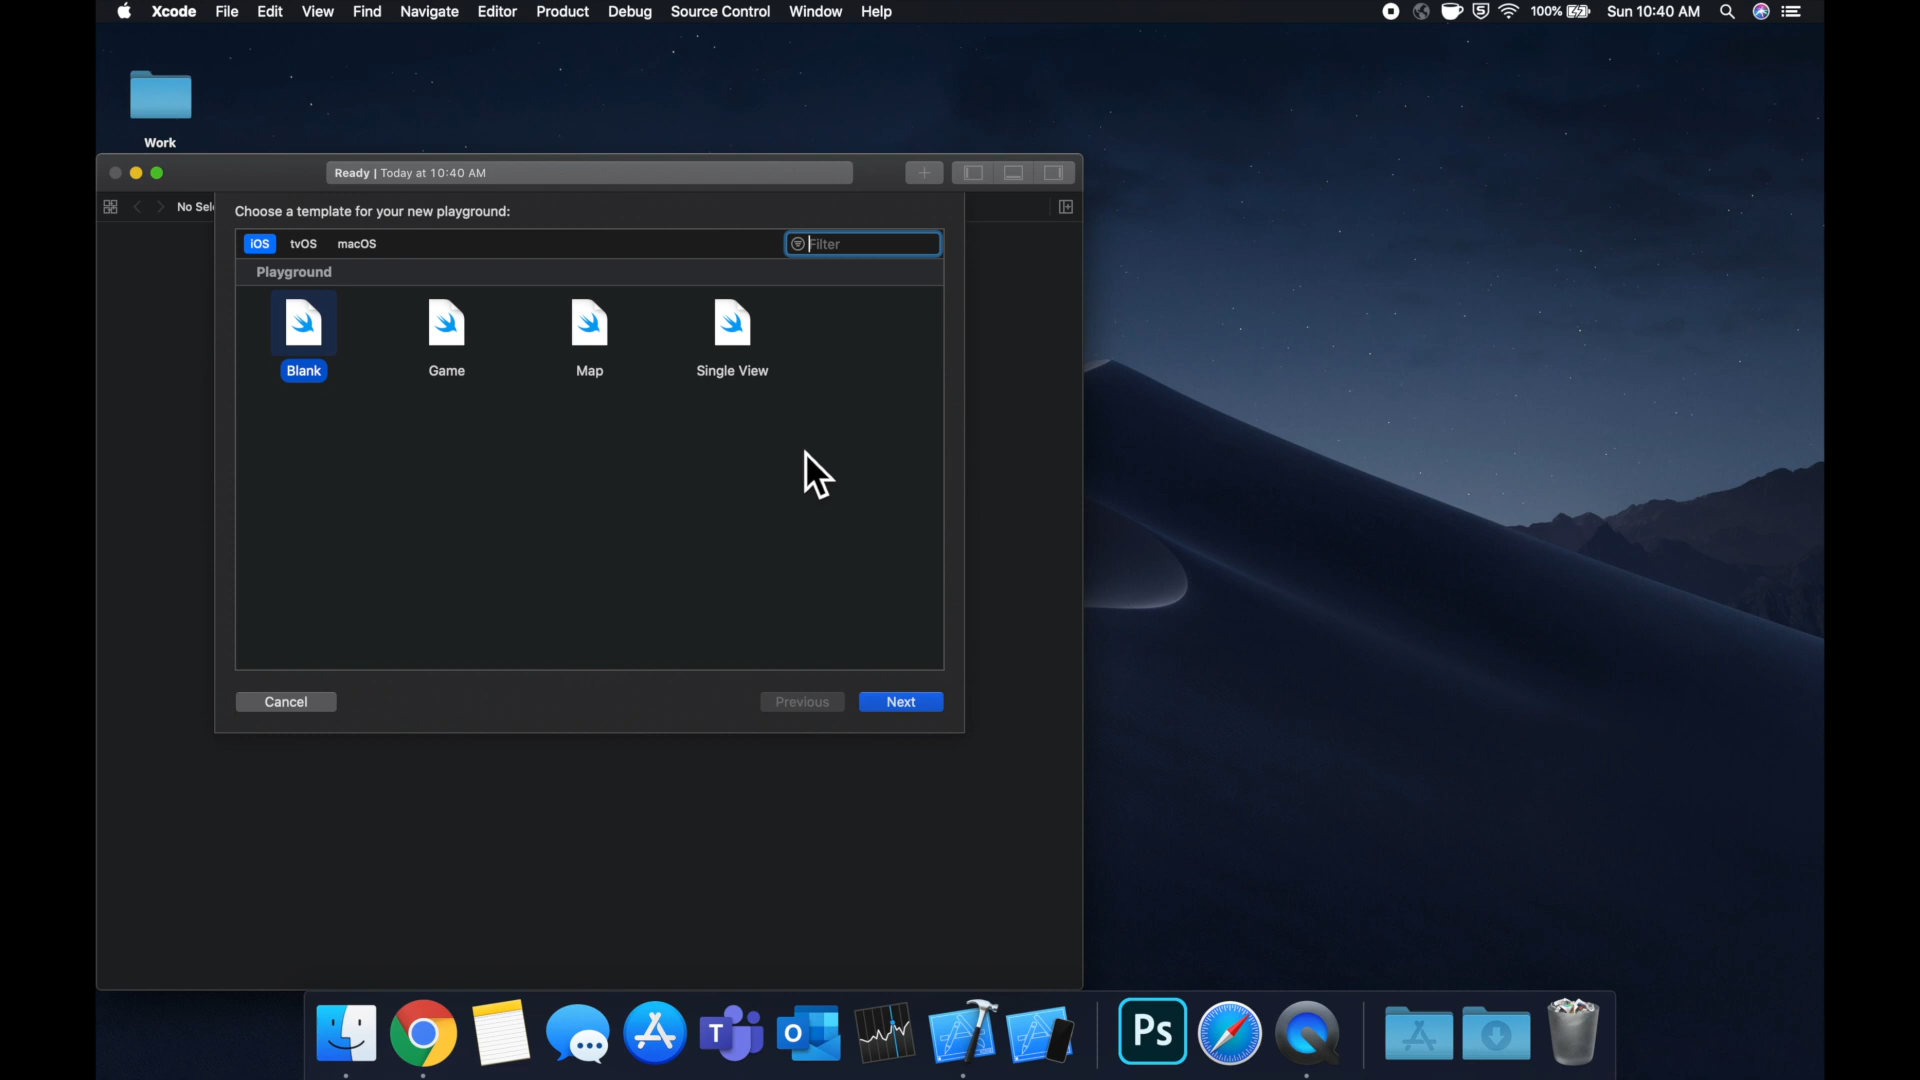 Xcode File Edit View Find Navigate Editor Product Debug Source Control Window Help 100% Sun 10:40 AM
Work
Ready | Today at 10:40 AM
No Sel
Choose a template for your new playground:
iOS tvOS macOS Filter
Playground
Blank Game Map Single View
Cancel Previous Next
T O Ps